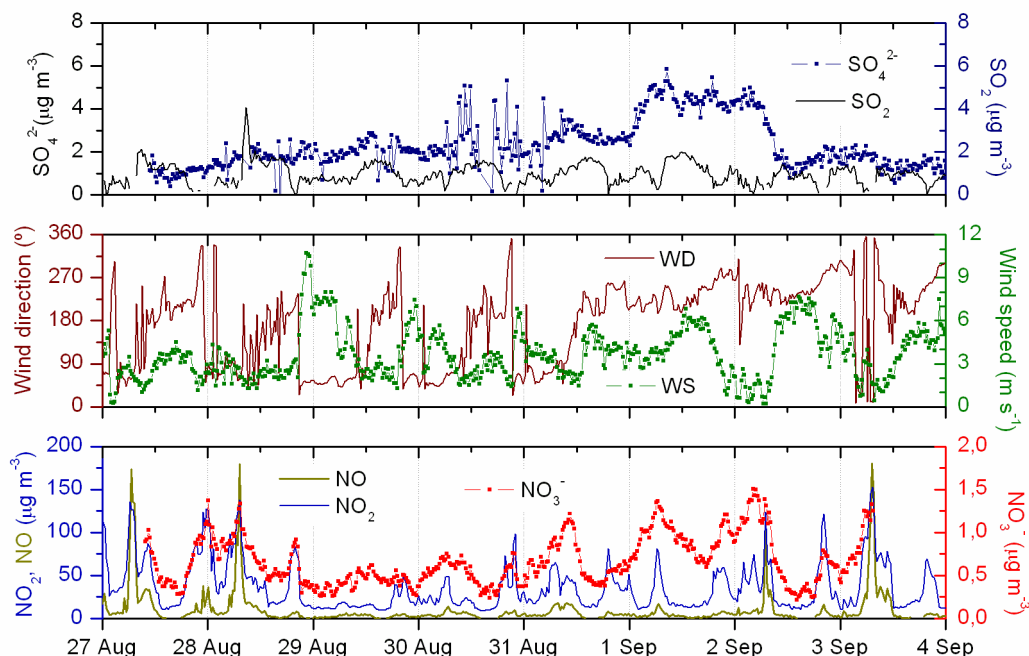 8 8
6 6
4 4
2 2
0 0
SO₄²⁻ (µg m⁻³)
SO₂ (µg m⁻³)
SO₄²⁻
SO₂
360 12
270 9
180 6
90 3
0 0
Wind direction (º)
Wind speed (m s⁻¹)
WD
WS
200 2,0
150 1,5
100 1,0
50 0,5
0 0,0
NO₂, NO (µg m⁻³)
NO₃⁻ (µg m⁻³)
NO
NO₂
NO₃⁻
27 Aug 28 Aug 29 Aug 30 Aug 31 Aug 1 Sep 2 Sep 3 Sep 4 Sep